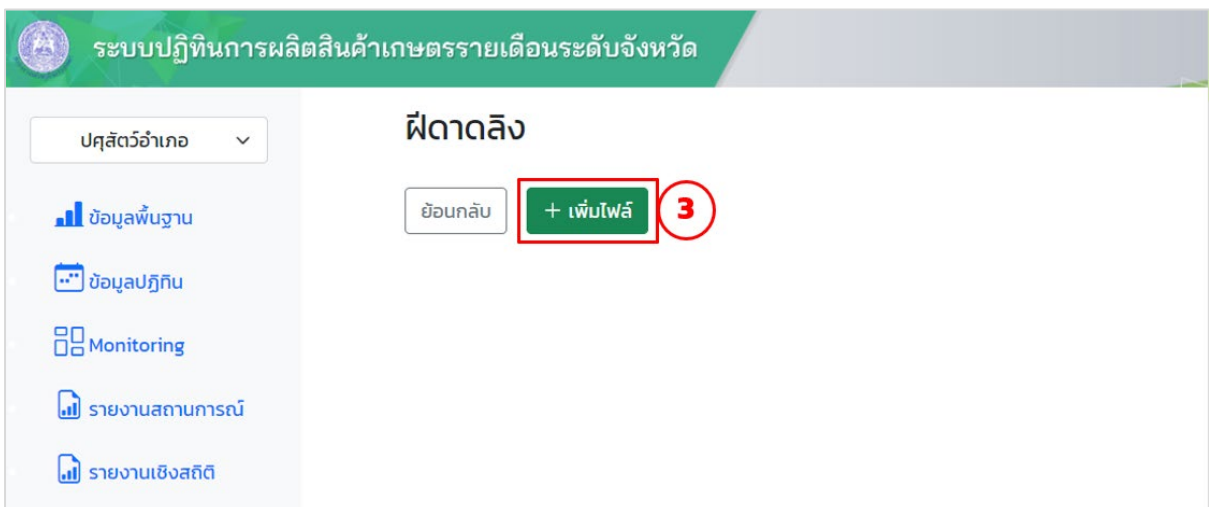 ระบบปฏิทินการผลิตสินค้าเกษตรรายเดือนระดับจังหวัด
ปศุสัตว์อำเภอ
ฝีดาดลิง
ย้อนกลับ
+ เพิ่มไฟล์
3
ข้อมูลพื้นฐาน
ข้อมูลปฏิทิน
Monitoring
รายงานสถานการณ์
รายงานเชิงสถิติ